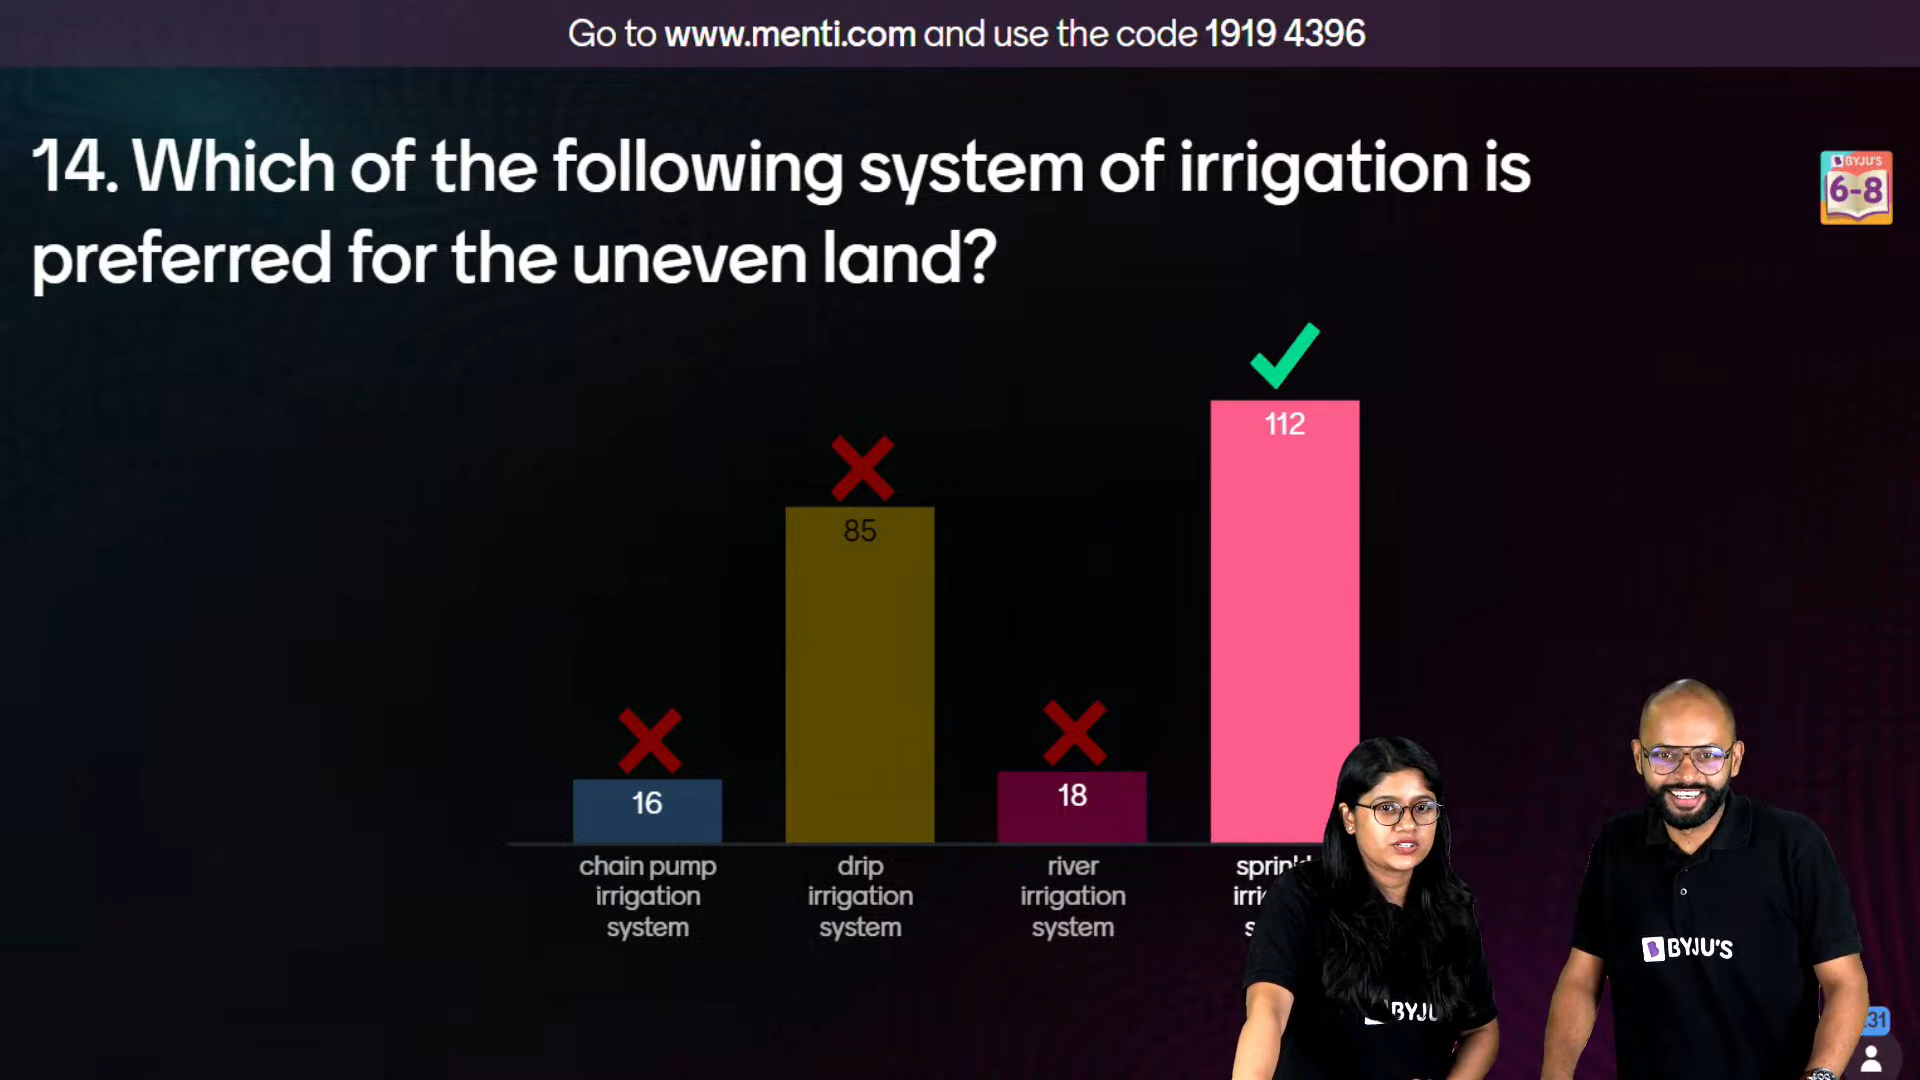 Go to www.menti.com and use the code 1919 4396
14. Which of the following system of irrigation is
preferred for the uneven land?
BYJU'S
6-8
112
85
16
18
chain pump
irrigation
system
drip
irrigation
system
river
irrigation
system
BYJU'S
31